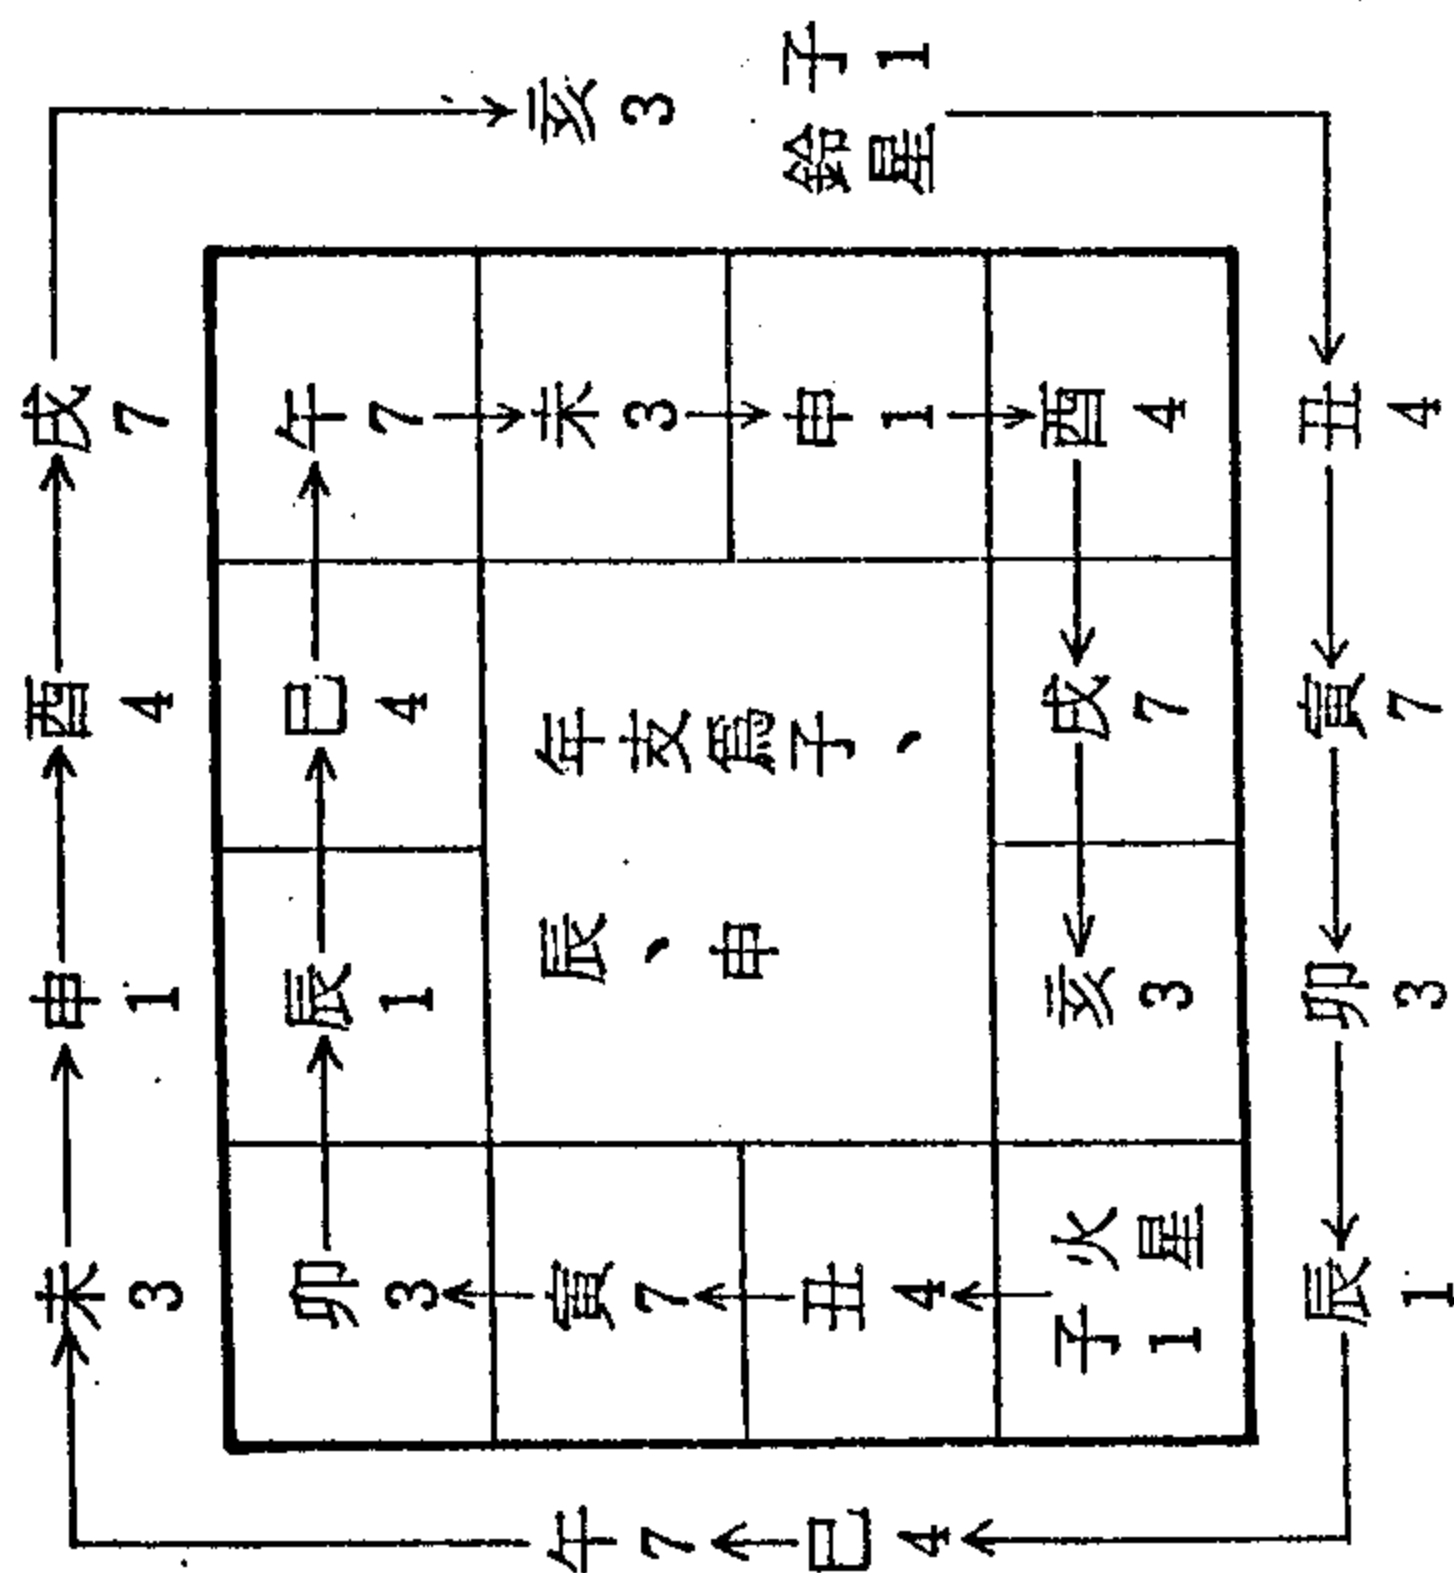 未3 申1 酉4 戌7
卯3 辰1 巳4 午7
午7
寅7
未3
亥3
年支爲子、
辰、申
巳4
丑4
申1
鈴星
子1
火星
子1
亥3 戌7 酉4
辰1 卯3 寅7 丑4